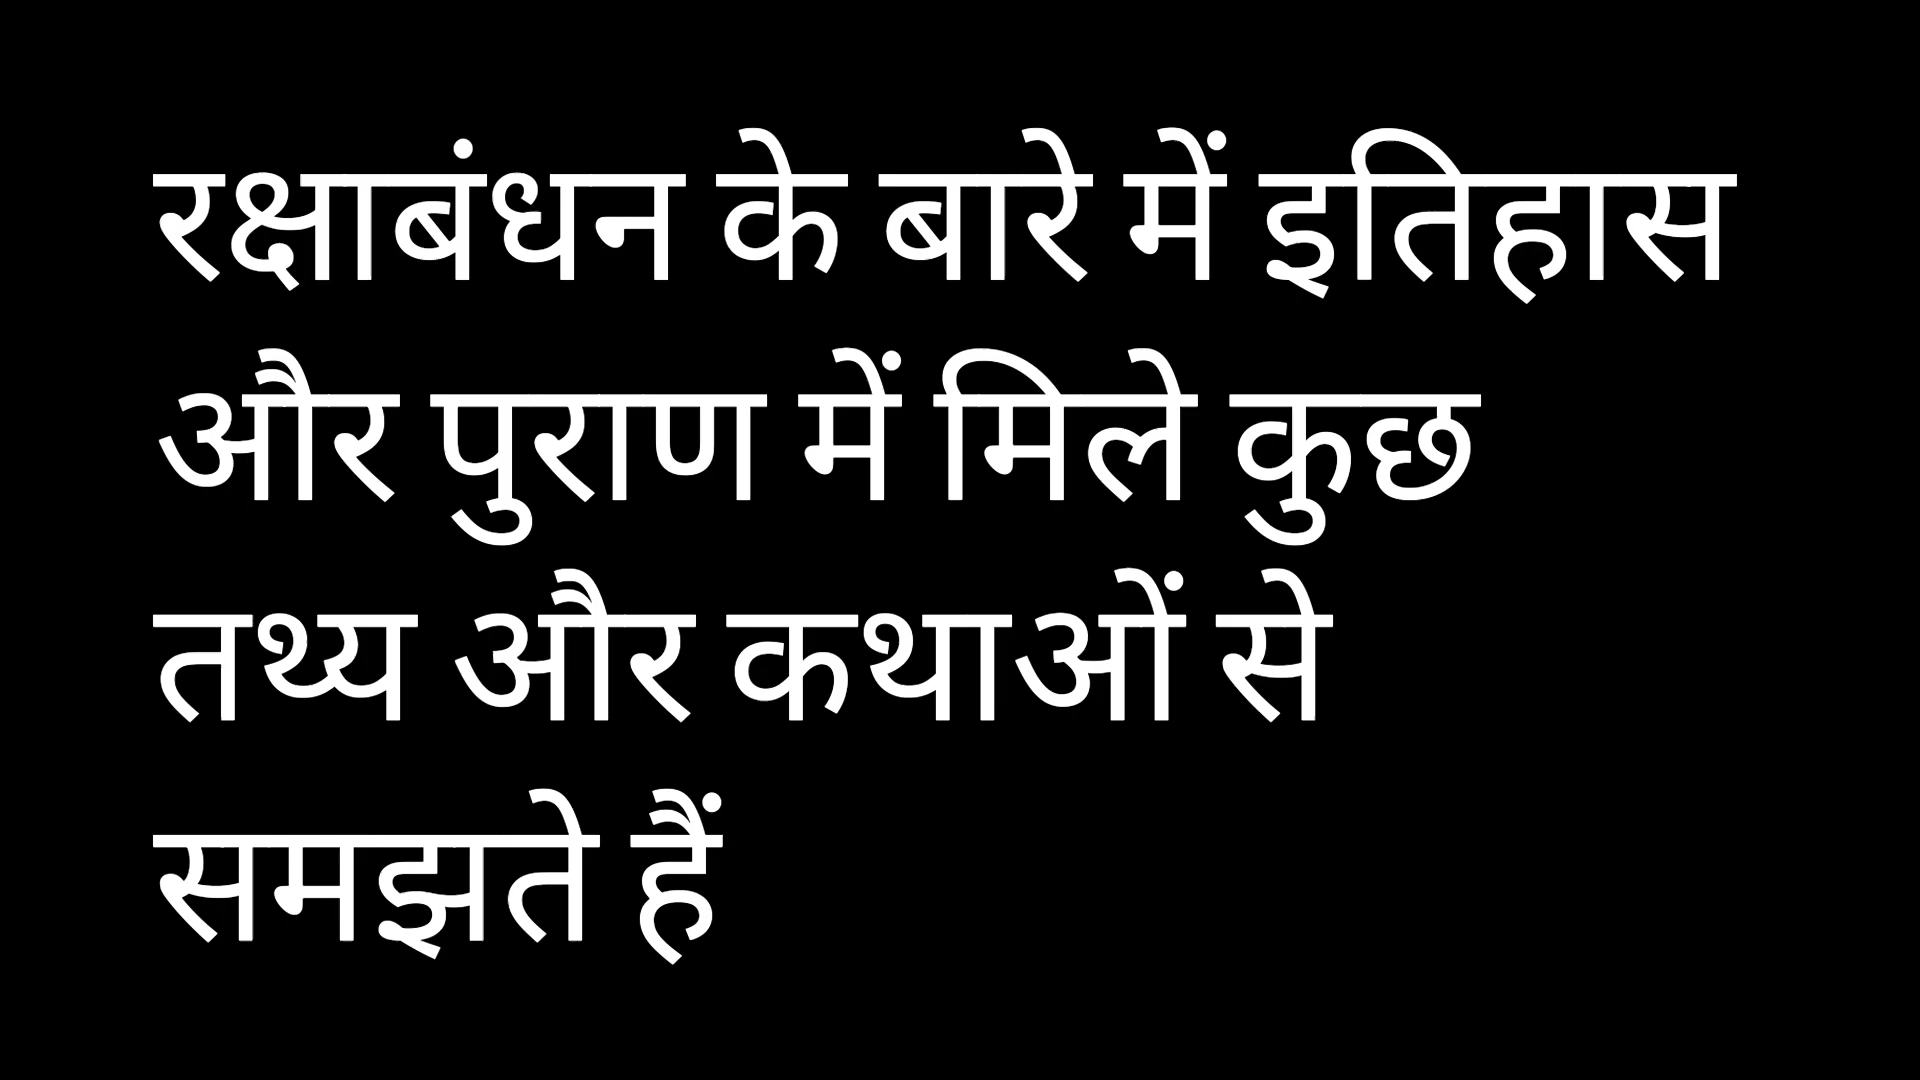 रक्षाबंधन के बारे में इतिहास
और पुराण में मिले कुछ
तथ्य और कथाओं से
समझते हैं